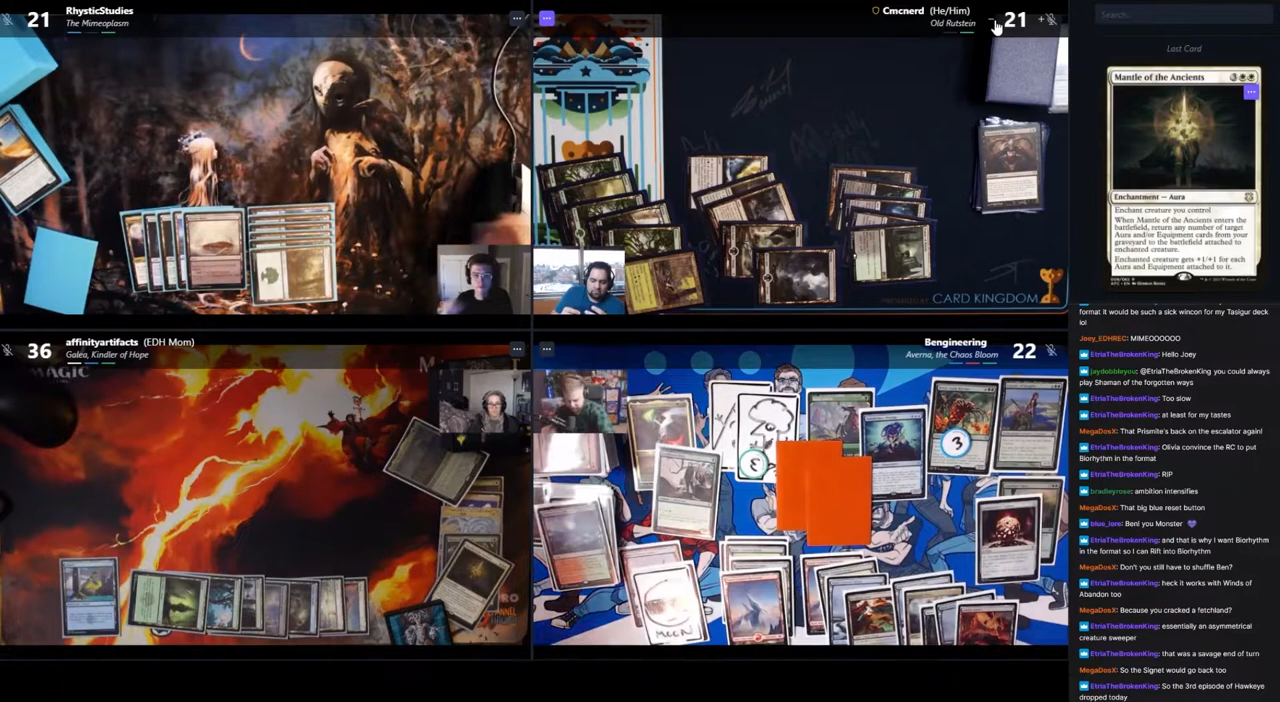 21
RhysticStudies
The Mimeoplasm
Cmcnerd (He/Him)
Old Rutstein
- 21 +
CARD KINGDOM
36
affinityartifacts (EDH Mom)
Galea, Kindler of Hope
MAGIC
Bengineering
Averna, the Chaos Bloom
22
3
3
MOON
Search...
Last Card
Mantle of the Ancients
Enchantment — Aura
Enchant creature you control
When Mantle of the Ancients enters the
battlefield, return any number of target
Aura and/or Equipment cards from your
graveyard to the battlefield attached to
enchanted creature.
Enchanted creature gets +1/+1 for each
Aura and Equipment attached to it.
format it would be such a sick wincon for my Tasigur deck
lol
Joey_EDHREC: MIMEOOOOOO
EtriaTheBrokenKing: Hello Joey
jaydobbleyou: @EtriaTheBrokenKing you could always
play Shaman of the forgotten ways
EtriaTheBrokenKing: Too slow
EtriaTheBrokenKing: at least for my tastes
MegaDosX: That Prismite's back on the escalator again!
EtriaTheBrokenKing: Olivia convince the RC to put
Biorhythm in the format
EtriaTheBrokenKing: RIP
bradleyrose: ambition intensifies
MegaDosX: That big blue reset button
blue_lore: Ben! you Monster
EtriaTheBrokenKing: and that is why I want Biorhythm
in the format so I can Rift into Biorhythm
MegaDosX: Don't you still have to shuffle Ben?
EtriaTheBrokenKing: heck it works with Winds of
Abandon too
MegaDosX: Because you cracked a fetchland?
EtriaTheBrokenKing: essentially an asymmetrical
creature sweeper
EtriaTheBrokenKing: that was a savage end of turn
MegaDosX: So the Signet would go back too
EtriaTheBrokenKing: So the 3rd episode of Hawkeye
dropped today